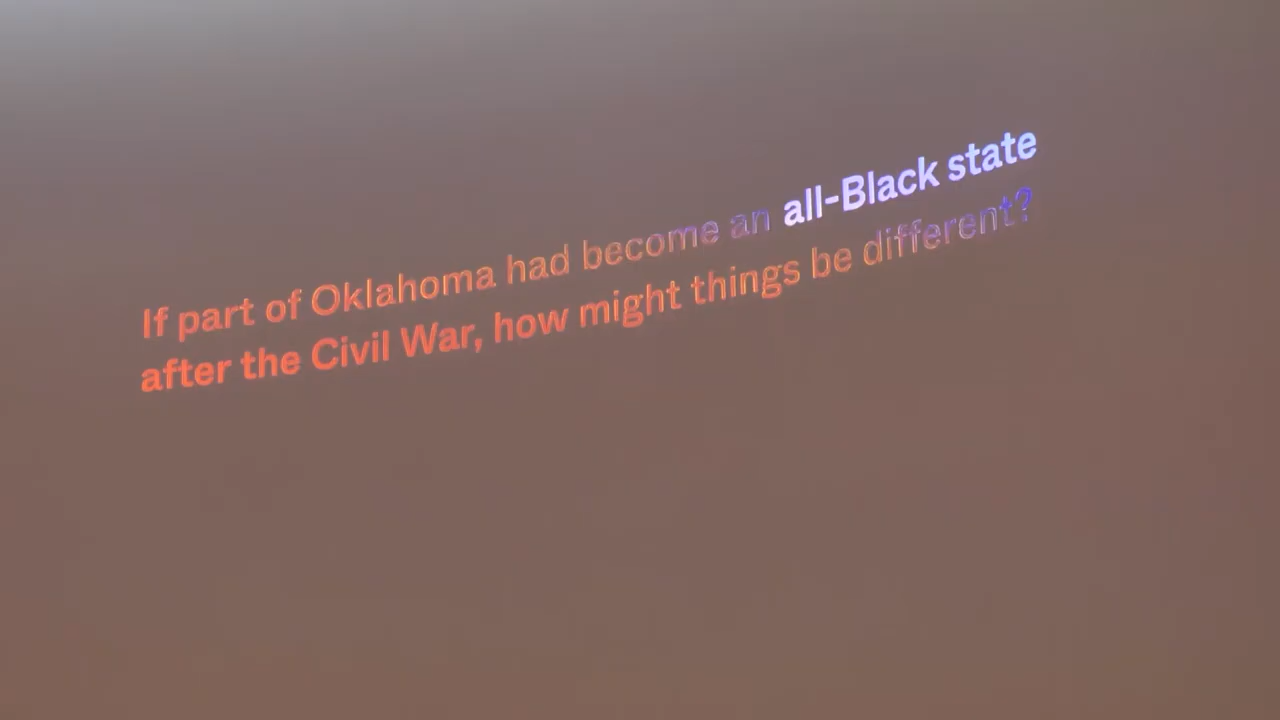 If part of Oklahoma had become an all-Black state
after the Civil War, how might things be different?